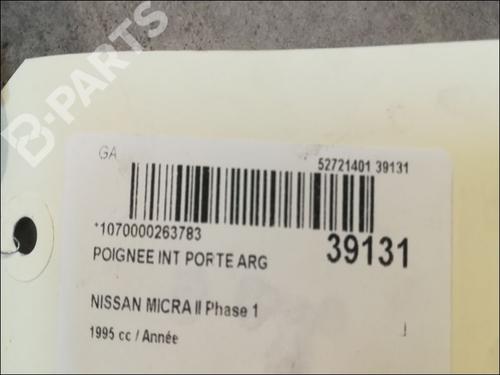 B-PARTS
GA
52721401 39131
*1070000263783
39131
POIGNEE INT PORTE ARG
NISSAN MICRA II Phase 1
1995 cc / Année